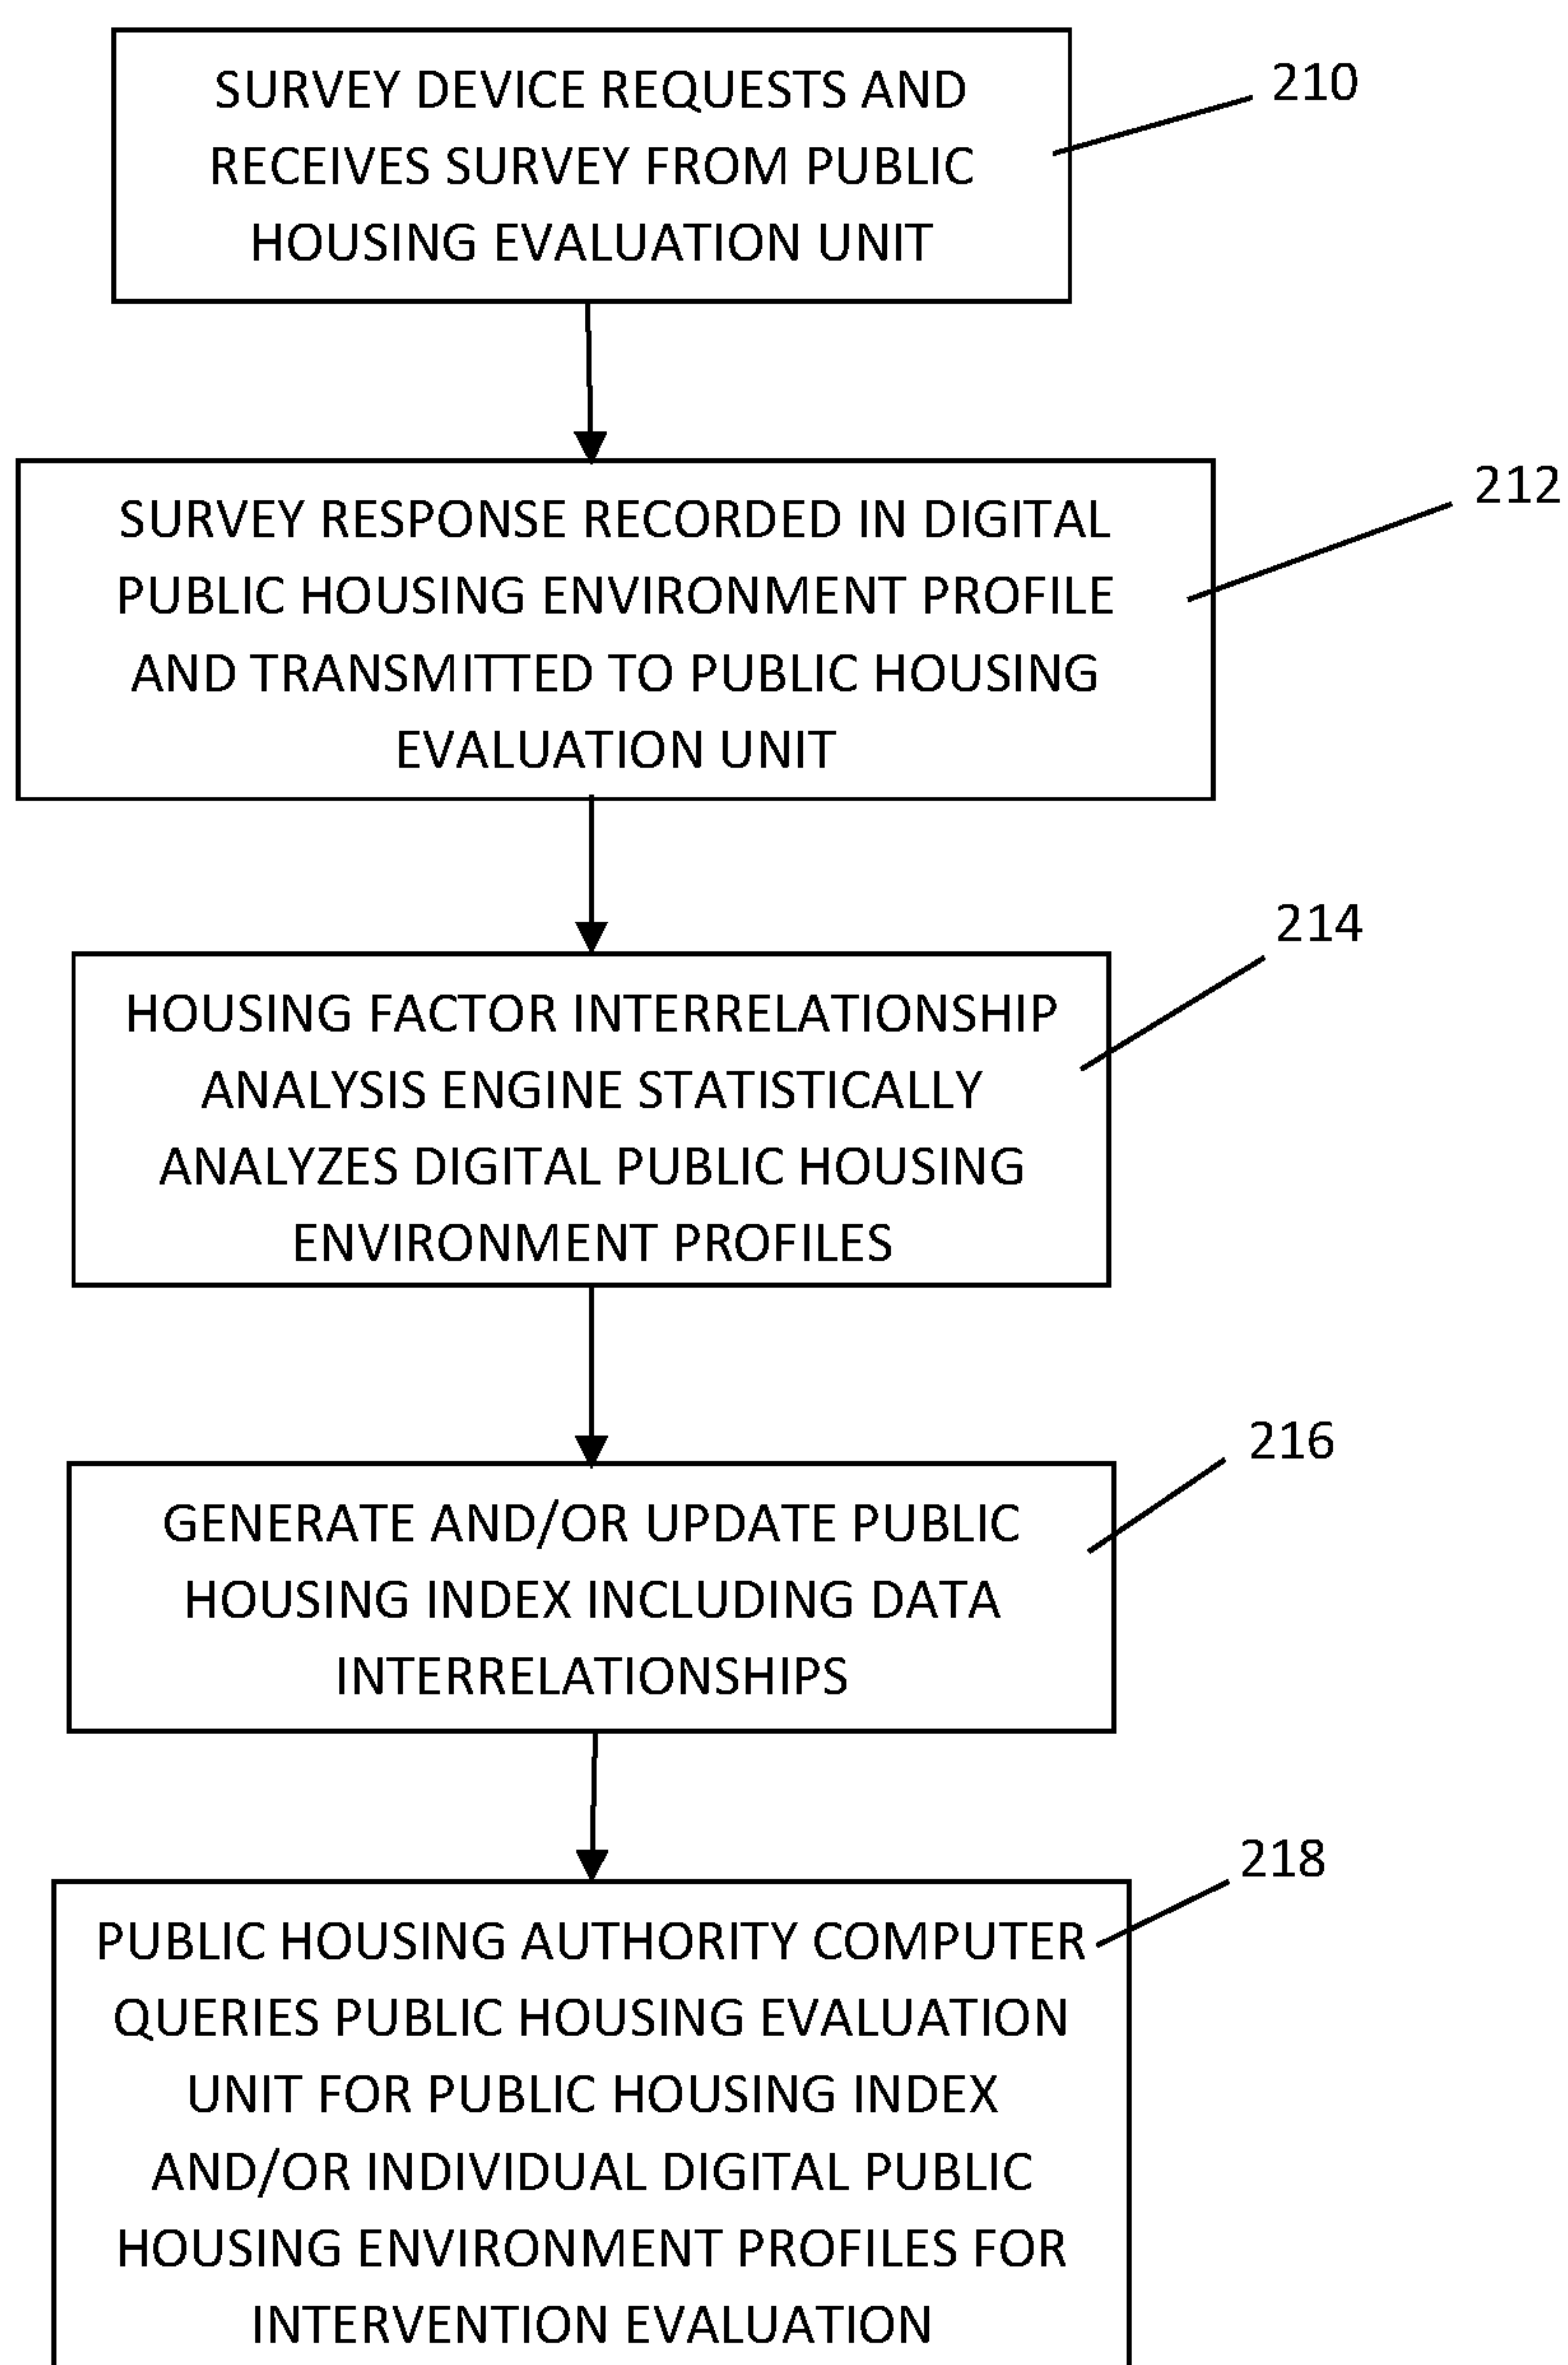 SURVEY DEVICE REQUESTS AND
RECEIVES SURVEY FROM PUBLIC
HOUSING EVALUATION UNIT
210
SURVEY RESPONSE RECORDED IN DIGITAL
PUBLIC HOUSING ENVIRONMENT PROFILE
AND TRANSMITTED TO PUBLIC HOUSING
EVALUATION UNIT
212
HOUSING FACTOR INTERRELATIONSHIP
ANALYSIS ENGINE STATISTICALLY
ANALYZES DIGITAL PUBLIC HOUSING
ENVIRONMENT PROFILES
214
GENERATE AND/OR UPDATE PUBLIC
HOUSING INDEX INCLUDING DATA
INTERRELATIONSHIPS
216
PUBLIC HOUSING AUTHORITY COMPUTER
QUERIES PUBLIC HOUSING EVALUATION
UNIT FOR PUBLIC HOUSING INDEX
AND/OR INDIVIDUAL DIGITAL PUBLIC
HOUSING ENVIRONMENT PROFILES FOR
INTERVENTION EVALUATION
218